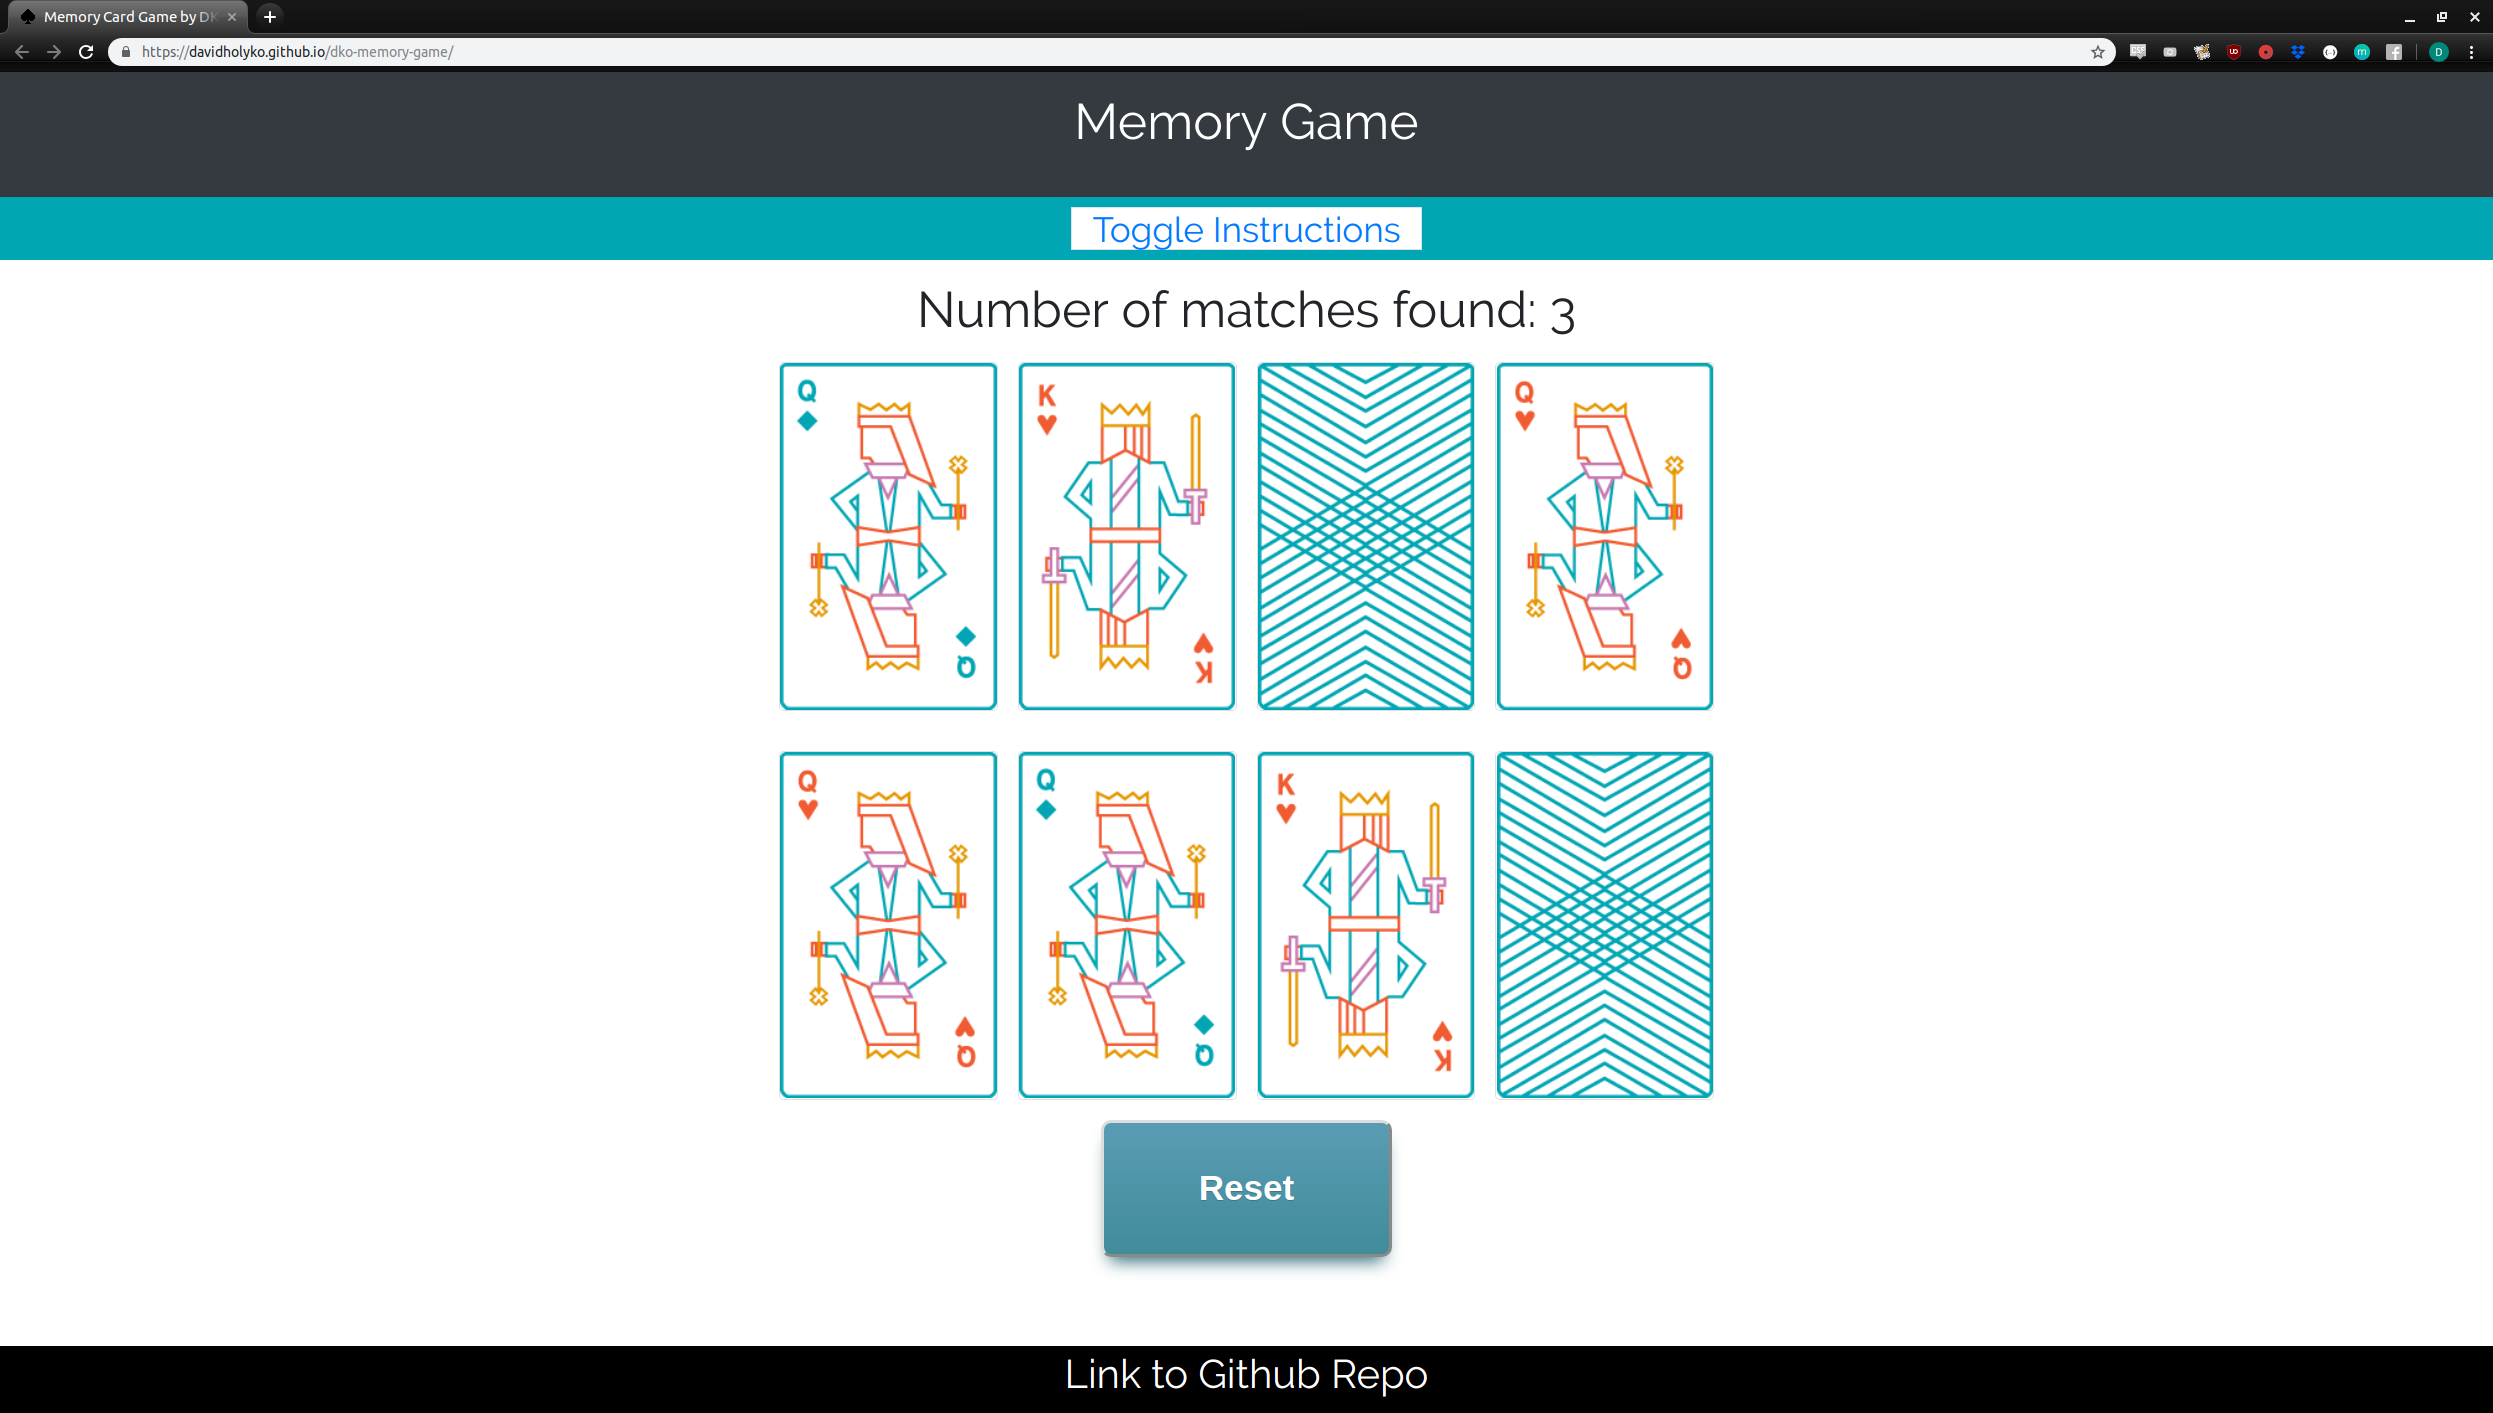 Memory Card Game by DK
https://davidholyko.github.io/dko-memory-game/
D
Memory Game
Toggle Instructions
Number of matches found: 3
Q
Q
K
K
Q
Q
Q
Q
Q
Q
K
K
Reset
Link to Github Repo